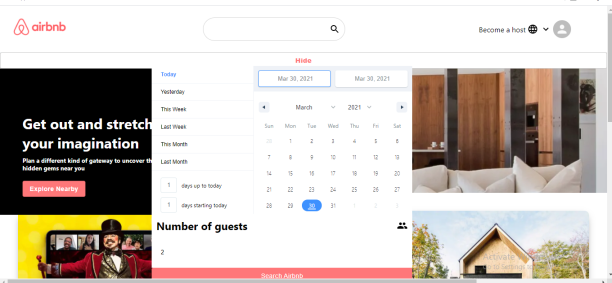 airbnb
Become a host
Hide
Today
Yesterday
This Week
Last Week
This Month
Last Month
1 days up to today
1 days starting today
Mar 30, 2021 Mar 30, 2021
March 2021
Sun Mon Tue Wed Thu Fri Sat
28 1 2 3 4 5 6
7 8 9 10 11 12 13
14 15 16 17 18 19 20
21 22 23 24 25 26 27
28 29 30 31 1 2 3
Get out and stretch
your imagination
Plan a different kind of getaway to uncover th
hidden gems near you
Explore Nearby
Number of guests
2
Search Airbnb
Activate